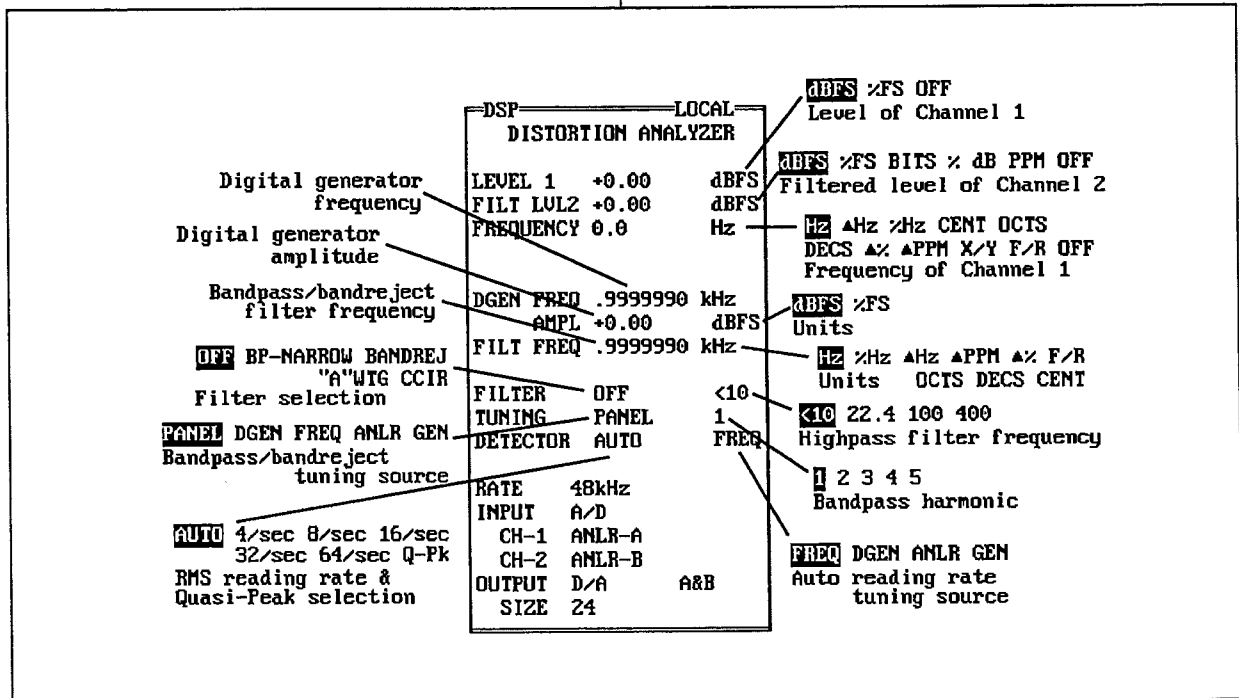 DSP LOCAL
DISTORTION ANALYZER
LEVEL 1 +0.00 dBFS
FILT LVL2 +0.00 dBFS
FREQUENCY 0.0 Hz
DGEN FREQ .9999990 kHz
AMPL +0.00 dBFS
FILT FREQ .9999990 kHz
FILTER OFF <10
TUNING PANEL 1
DETECTOR AUTO FREQ
RATE 48kHz
INPUT A/D
CH-1 ANLR-A
CH-2 ANLR-B
OUTPUT D/A A&B
SIZE 24
Digital generator
frequency
Digital generator
amplitude
Bandpass/bandreject
filter frequency
OFF BP-NARROW BANDREJ
"A"WTG CCIR
Filter selection
PANEL DGEN FREQ ANLR GEN
Bandpass/bandreject
tuning source
AUTO 4/sec 8/sec 16/sec
32/sec 64/sec Q-Pk
RMS reading rate &
Quasi-Peak selection
dBFS %FS OFF
Level of Channel 1
dBFS %FS BITS % dB PPM OFF
Filtered level of Channel 2
Hz ▲Hz %Hz CENT OCTS
DECS ▲% ▲PPM X/Y F/R OFF
Frequency of Channel 1
dBFS %FS
Units
Hz %Hz ▲Hz ▲PPM ▲% F/R
Units OCTS DECS CENT
<10 22.4 100 400
Highpass filter frequency
1 2 3 4 5
Bandpass harmonic
FREQ DGEN ANLR GEN
Auto reading rate
tuning source